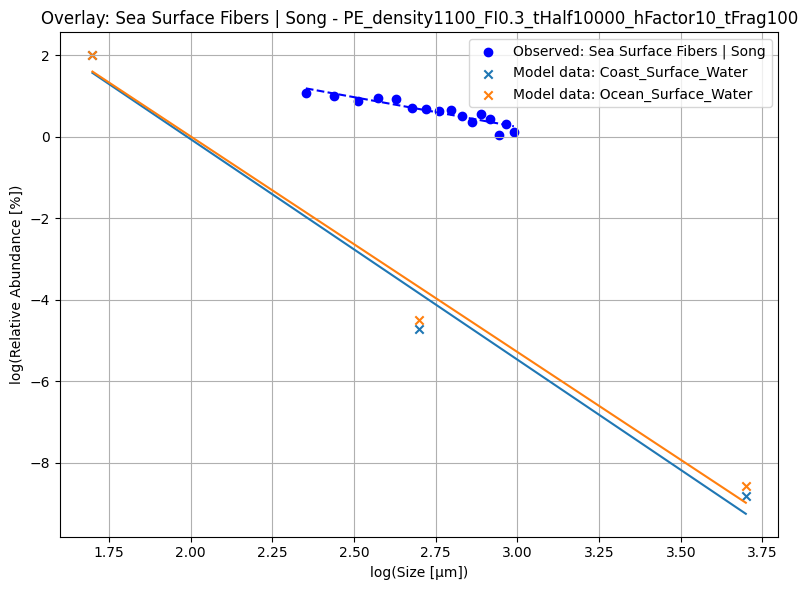 Overlay: Sea Surface Fibers | Song - PE_density1100_FI0.3_tHalf10000_hFactor10_tFrag100
Observed: Sea Surface Fibers | Song
Model data: Coast_Surface_Water
Model data: Ocean_Surface_Water
log(Relative Abundance [%])
2
0
−2
−4
−6
−8
1.75
2.00
2.25
2.50
2.75
3.00
3.25
3.50
3.75
log(Size [µm])